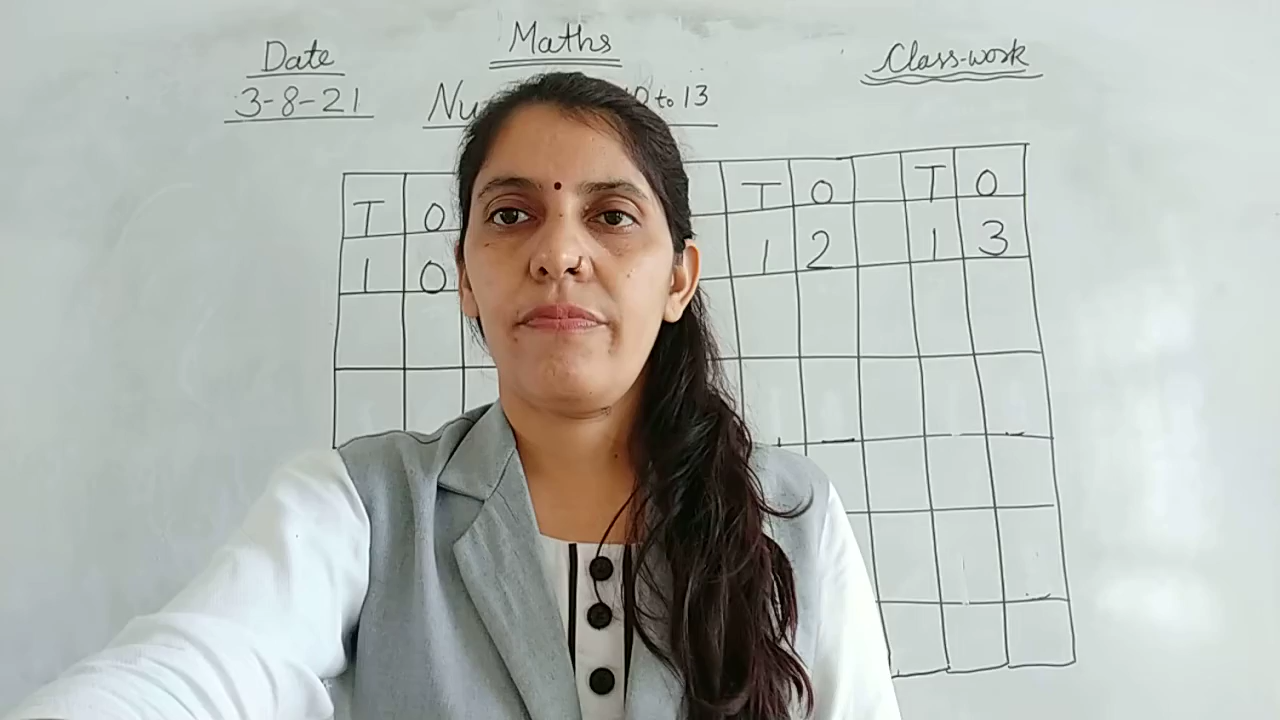 Maths
Date
Class-work
3-8-21
to 13
T O T O T O
1 0 1 2 1 3